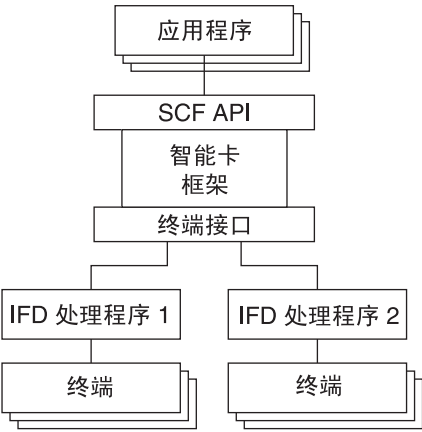 应用程序
SCF API
智能卡
框架
终端接口
IFD 处理程序 1
IFD 处理程序 2
终端
终端